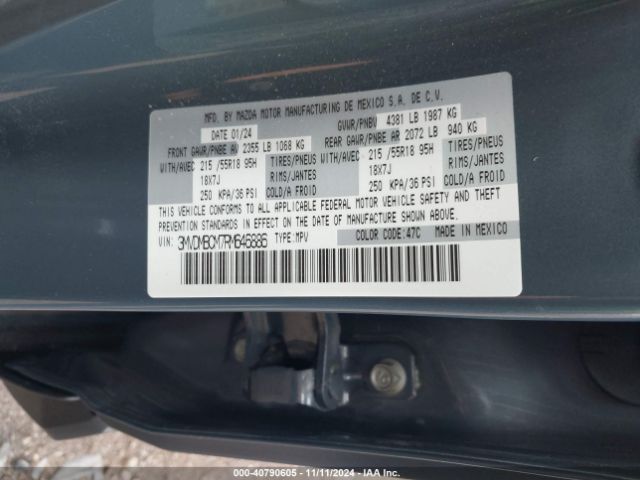 MFD. BY MAZDA MOTOR MANUFACTURING DE MEXICO S.A. DE C.V.
DATE 01/24 GVWR/PNBV 4381 LB 1987 KG
FRONT GAWR/PNBE AV 2355 LB 1068 KG REAR GAWR/PNBE AR 2072 LB 940 KG
WITH/AVEC 215 /55R18 95H TIRES/PNEUS WITH/AVEC 215 /55R18 95H TIRES/PNEUS
18X7J RIMS/JANTES 18X7J RIMS/JANTES
250 KPA/36 PSI COLD/A FROID 250 KPA/36 PSI COLD/A FROID
THIS VEHICLE CONFORMS TO ALL APPLICABLE FEDERAL MOTOR VEHICLE SAFETY, BUMPER, AND THEFT
PREVENTION STANDARDS IN EFFECT ON THE DATE OF MANUFACTURE SHOWN ABOVE.
VIN: 3MVDMBCM7RM646886 TYPE:MPV COLOR CODE:47C MADE IN MEXICO
000-40790605 - 11/11/2024 - IAA Inc.